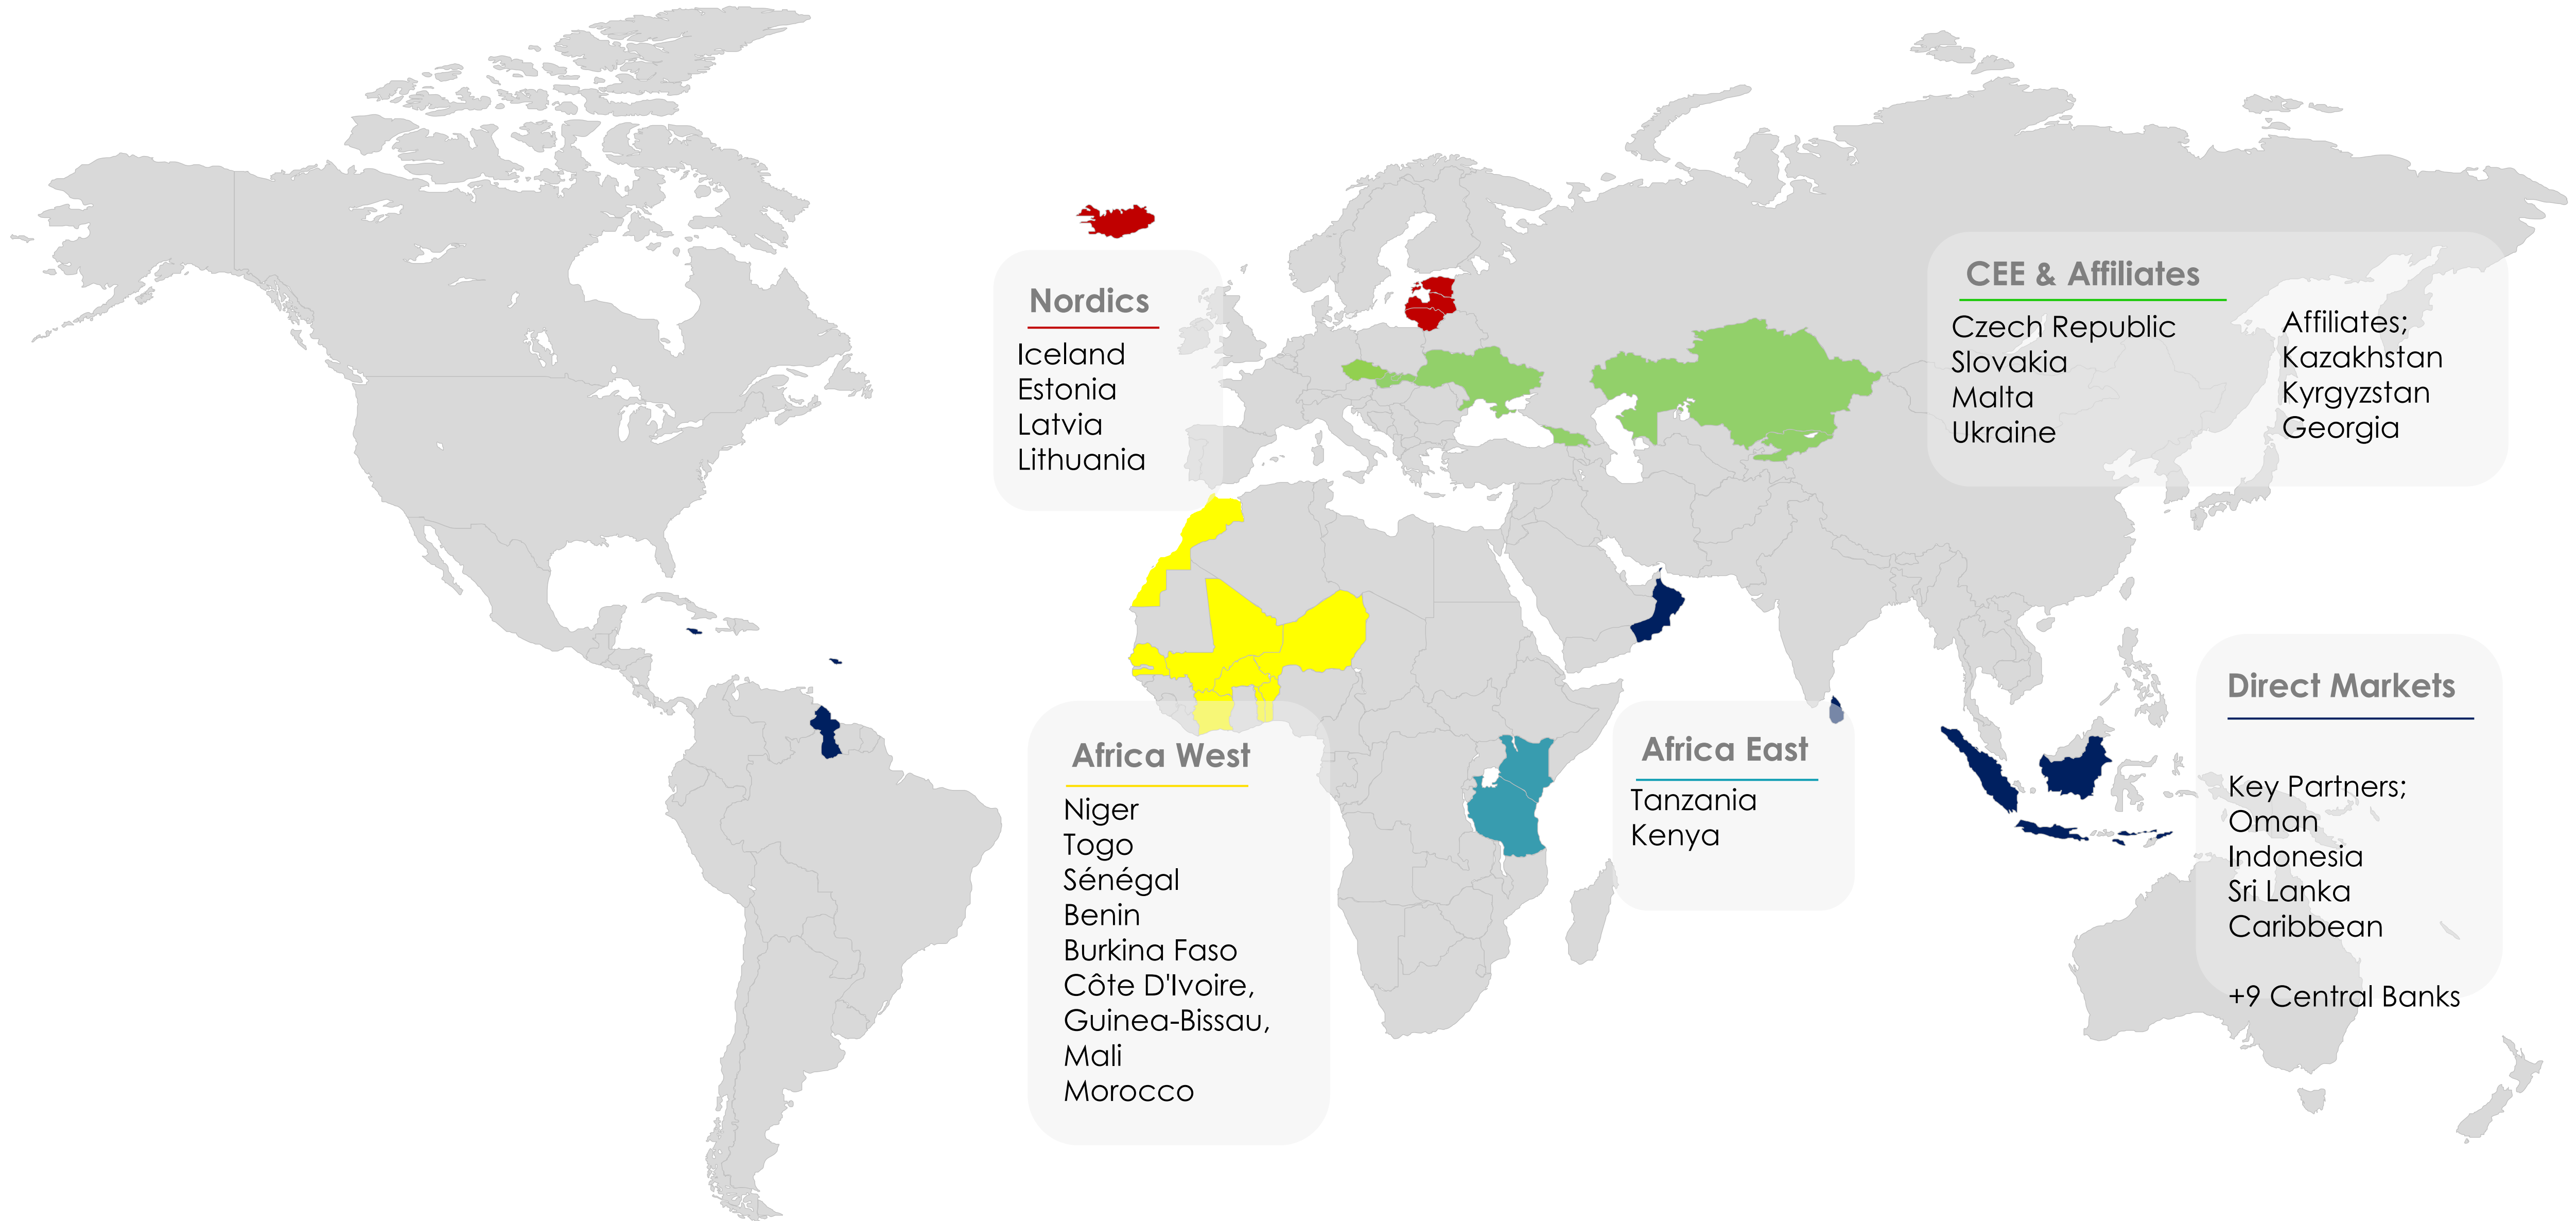 Nordics
Iceland
Estonia
Latvia
Lithuania
CEE & Affiliates
Czech Republic
Slovakia
Malta
Ukraine
Affiliates;
Kazakhstan
Kyrgyzstan
Georgia
Africa West
Niger
Togo
Sénégal
Benin
Burkina Faso
Côte D'Ivoire,
Guinea-Bissau,
Mali
Morocco
Africa East
Tanzania
Kenya
Direct Markets
Key Partners;
Oman
Indonesia
Sri Lanka
Caribbean
+9 Central Banks